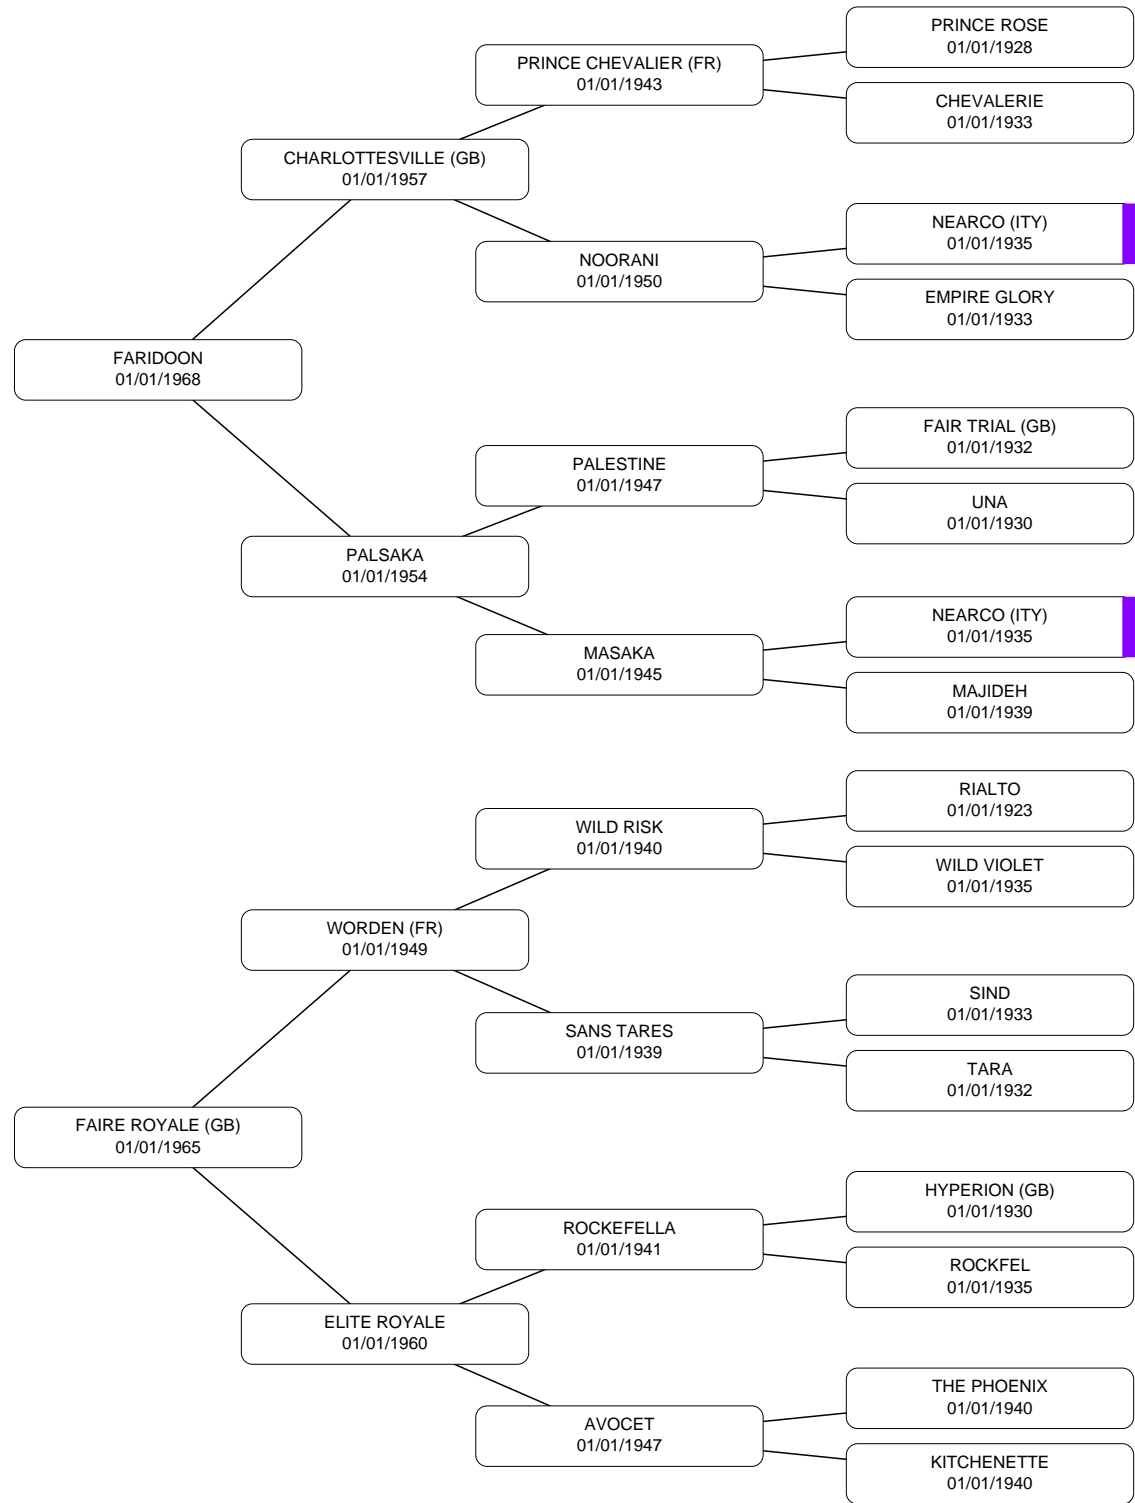 PRINCE ROSE
01/01/1928
PRINCE CHEVALIER (FR)
01/01/1943
CHEVALERIE
01/01/1933
CHARLOTTESVILLE (GB)
01/01/1957
NEARCO (ITY)
01/01/1935
NOORANI
01/01/1950
EMPIRE GLORY
01/01/1933
FARIDOON
01/01/1968
FAIR TRIAL (GB)
01/01/1932
PALESTINE
01/01/1947
UNA
01/01/1930
PALSAKA
01/01/1954
NEARCO (ITY)
01/01/1935
MASAKA
01/01/1945
MAJIDEH
01/01/1939
RIALTO
01/01/1923
WILD RISK
01/01/1940
WILD VIOLET
01/01/1935
WORDEN (FR)
01/01/1949
SIND
01/01/1933
SANS TARES
01/01/1939
TARA
01/01/1932
FAIRE ROYALE (GB)
01/01/1965
HYPERION (GB)
01/01/1930
ROCKEFELLA
01/01/1941
ROCKFEL
01/01/1935
ELITE ROYALE
01/01/1960
THE PHOENIX
01/01/1940
AVOCET
01/01/1947
KITCHENETTE
01/01/1940